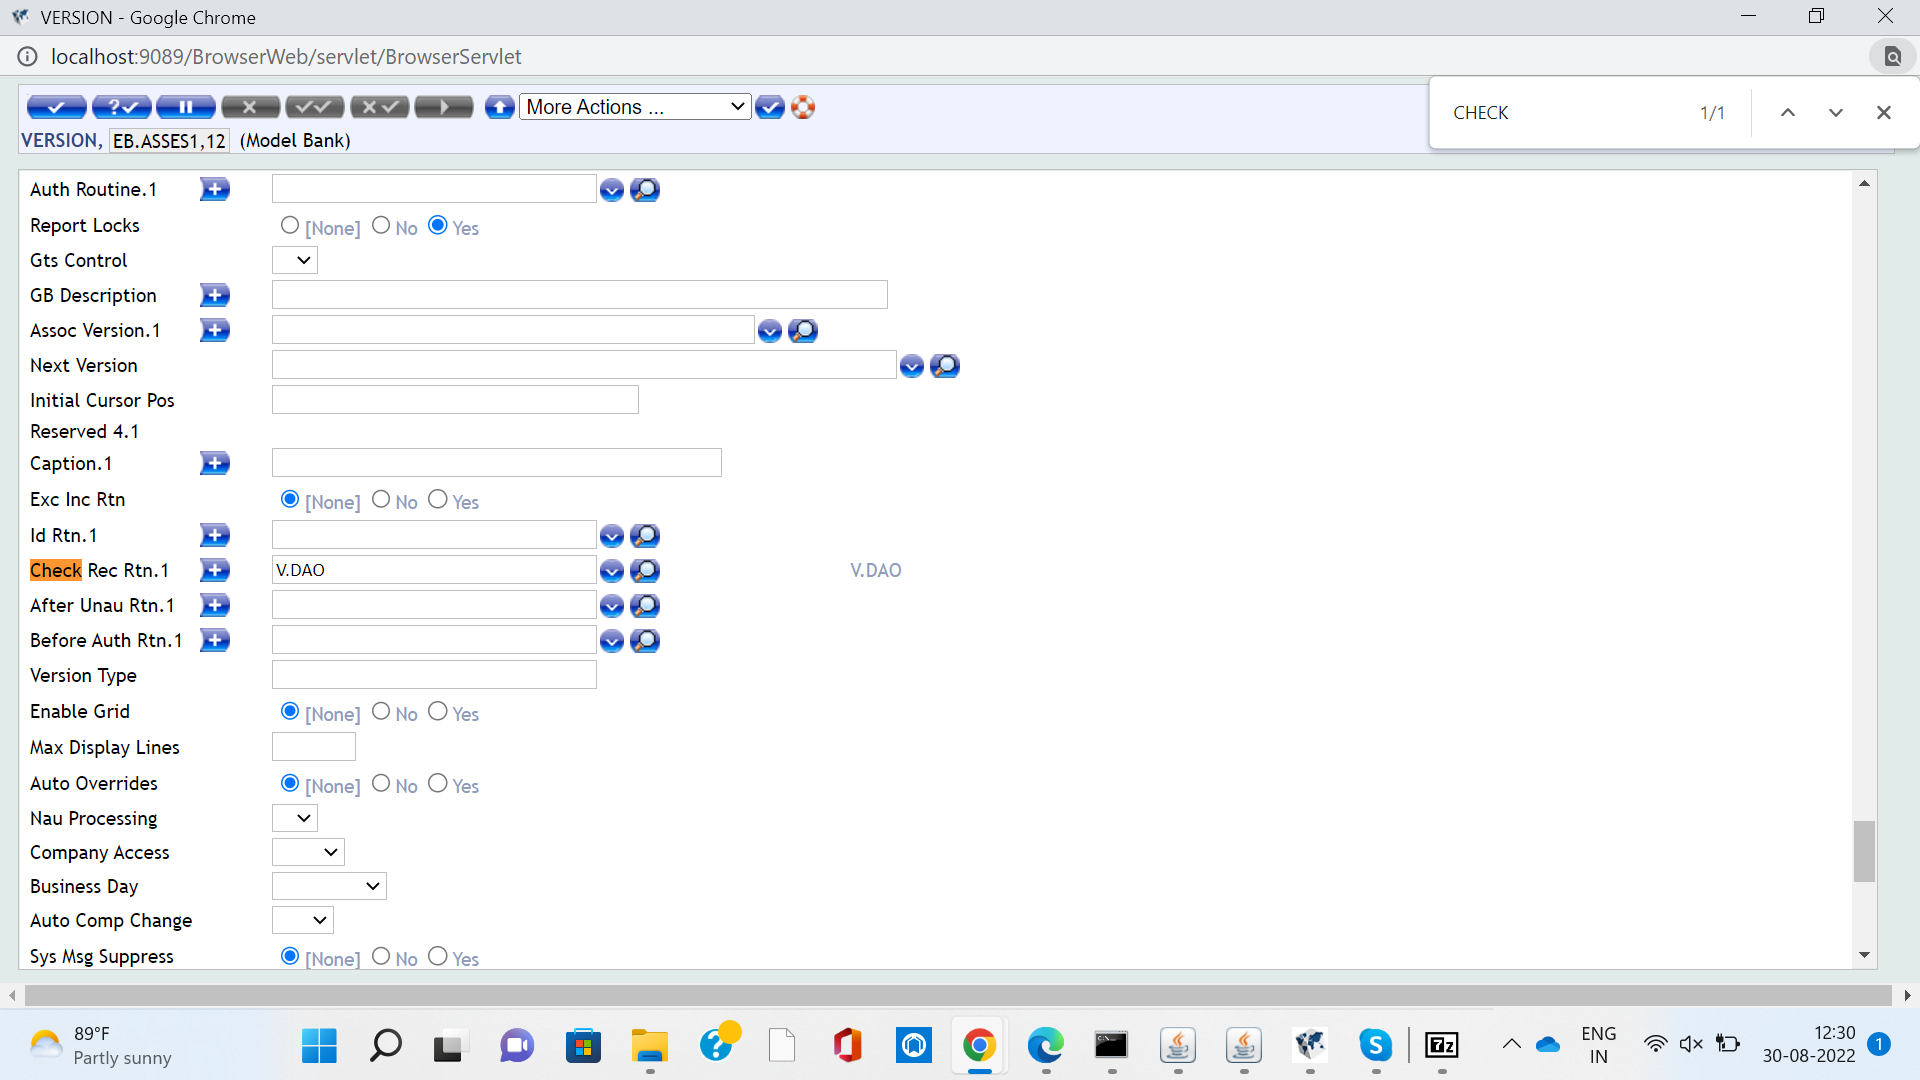 VERSION - Google Chrome
localhost:9089/BrowserWeb/servlet/BrowserServlet
More Actions ...
CHECK 1/1
VERSION, EB.ASSES1,12 (Model Bank)
Auth Routine.1
Report Locks [None] No Yes
Gts Control
GB Description
Assoc Version.1
Next Version
Initial Cursor Pos
Reserved 4.1
Caption.1
Exc Inc Rtn [None] No Yes
Id Rtn.1
Check Rec Rtn.1 V.DAO V.DAO
After Unau Rtn.1
Before Auth Rtn.1
Version Type
Enable Grid [None] No Yes
Max Display Lines
Auto Overrides [None] No Yes
Nau Processing
Company Access
Business Day
Auto Comp Change
Sys Msg Suppress [None] No Yes
89°F
Partly sunny
7z
ENG
IN
12:30
30-08-2022
1